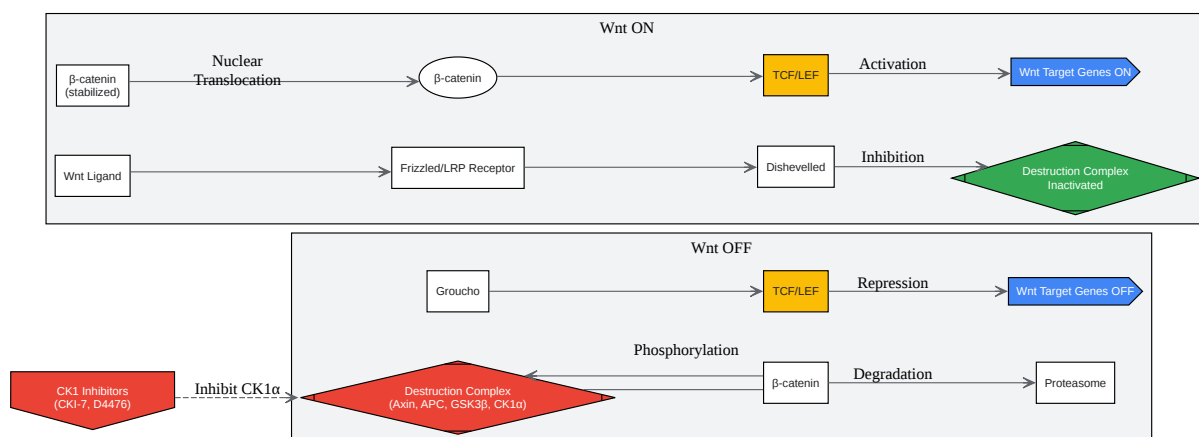 Wnt ON
Nuclear
Translocation
β-catenin
(stabilized)
β-catenin
TCF/LEF
Activation
Wnt Target Genes ON
Wnt Ligand
Frizzled/LRP Receptor
Dishevelled
Inhibition
Destruction Complex
Inactivated
Wnt OFF
Groucho
TCF/LEF
Repression
Wnt Target Genes OFF
CK1 Inhibitors
(CKI-7, D4476)
Inhibit CK1α
Destruction Complex
(Axin, APC, GSK3β, CK1α)
Phosphorylation
β-catenin
Degradation
Proteasome